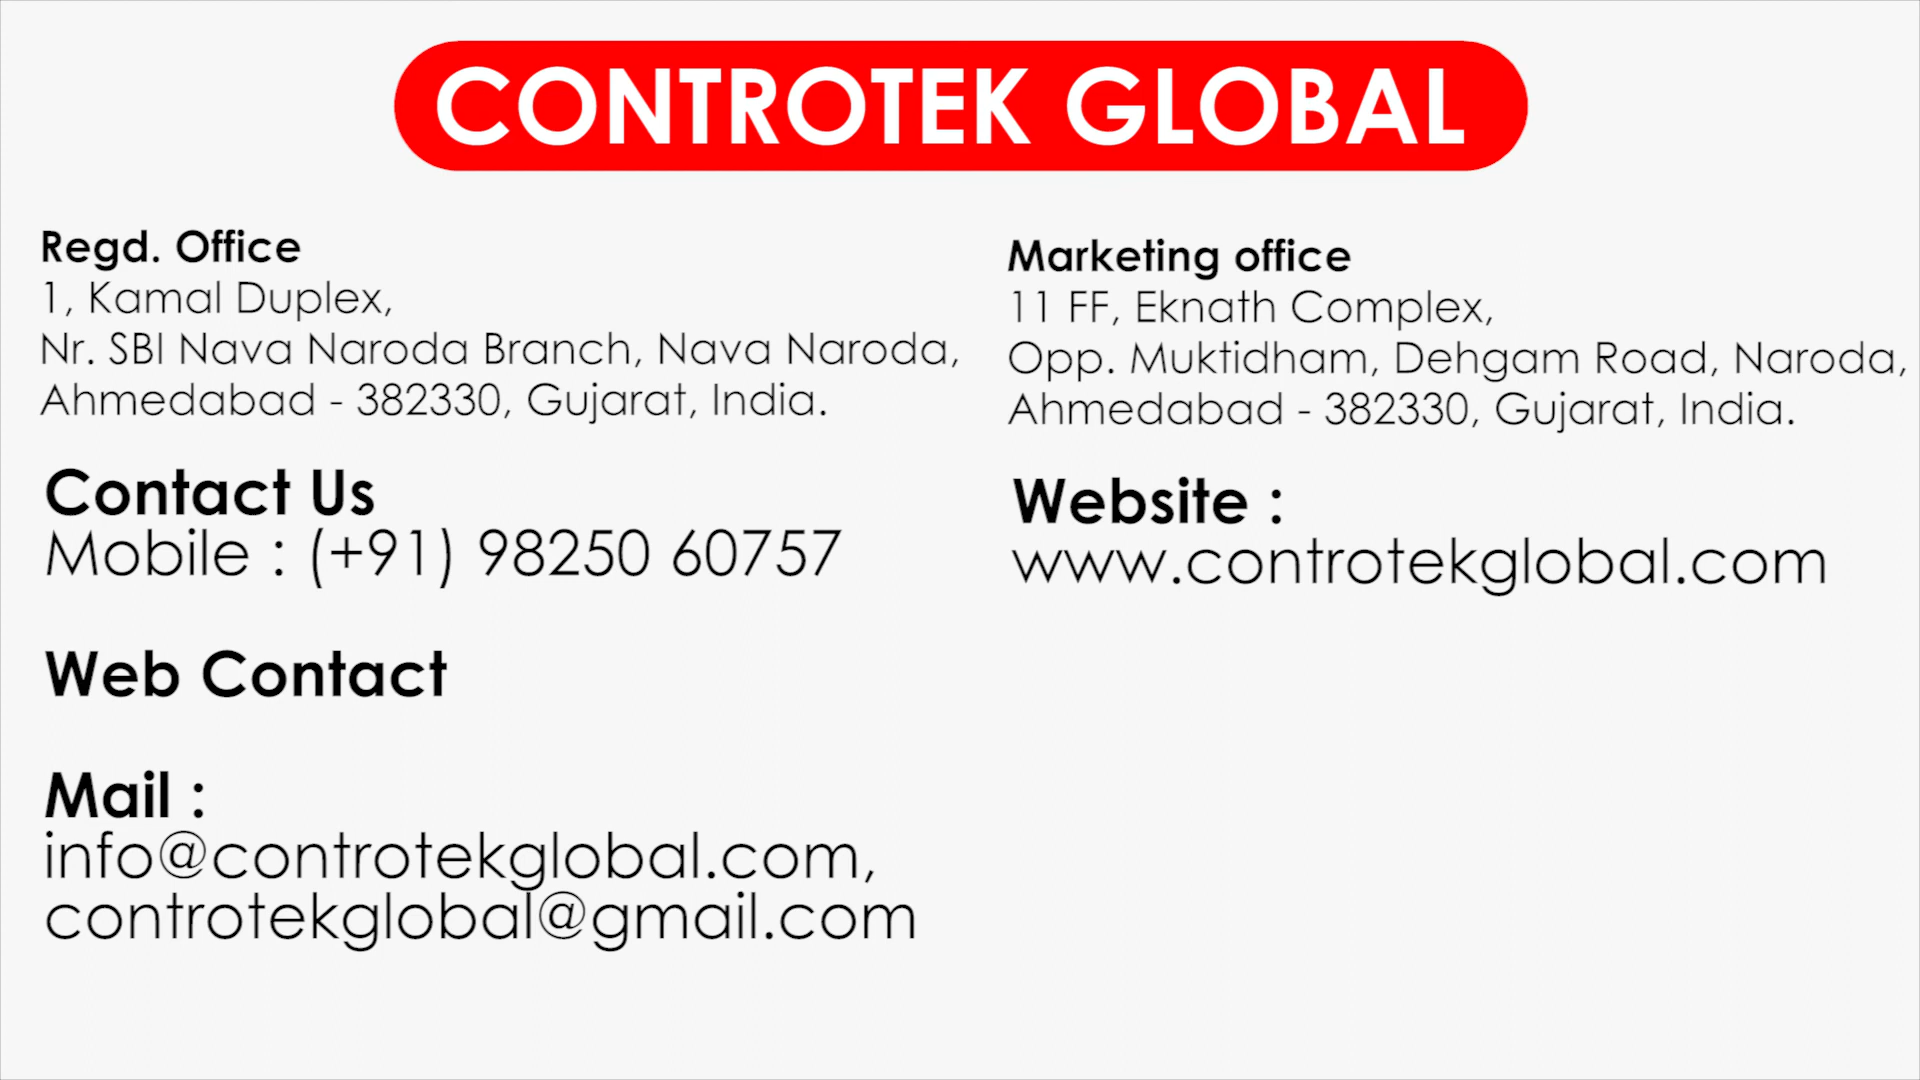 CONTROTEK GLOBAL
Regd. Office
1, Kamal Duplex,
Nr. SBI Nava Naroda Branch, Nava Naroda,
Ahmedabad - 382330, Gujarat, India.
Marketing office
11 FF, Eknath Complex,
Opp. Muktidham, Dehgam Road, Naroda,
Ahmedabad - 382330, Gujarat, India.
Contact Us
Mobile : (+91) 98250 60757
Website :
www.controtekglobal.com
Web Contact
Mail :
info@controtekglobal.com,
controtekglobal@gmail.com